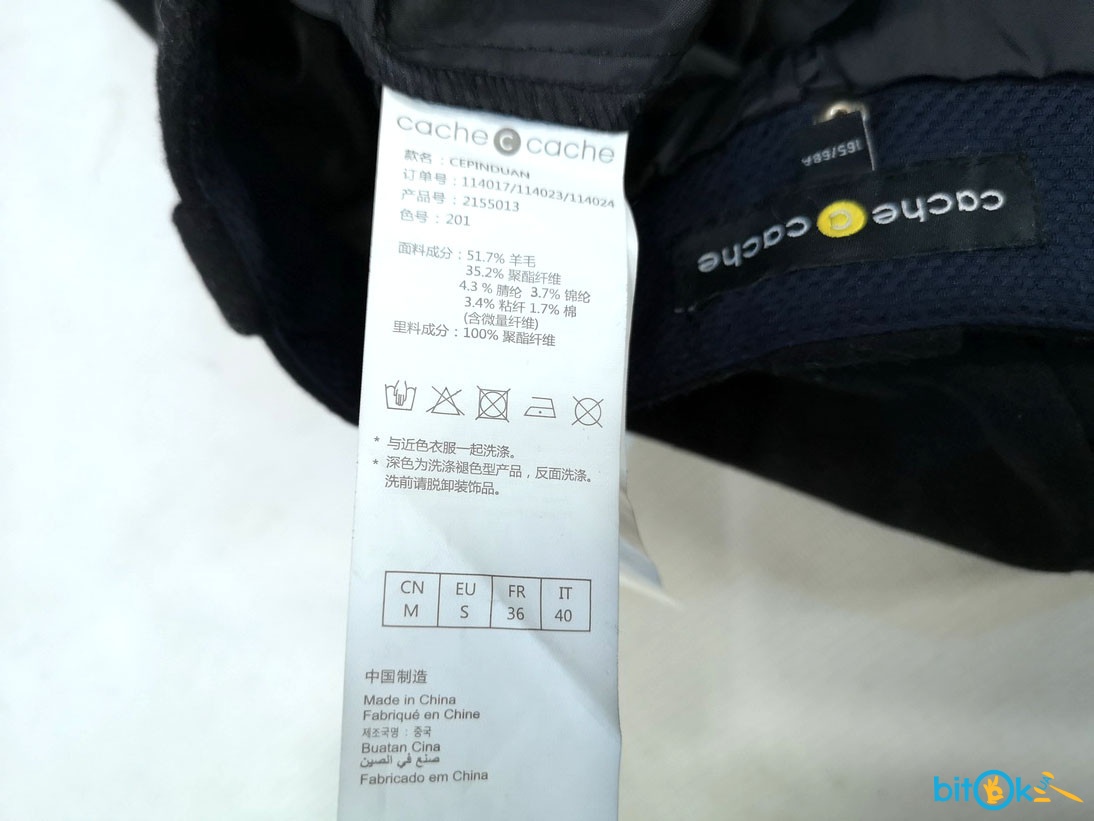 cache c cache
款名：CEPINDUAN
订单号：114017/114023/114024
产品号：2155013
色号：201
面料成分：51.7% 羊毛
35.2% 聚酯纤维
4.3 % 腈纶 3.7% 锦纶
3.4% 粘纤 1.7% 棉
(含微量纤维)
里料成分：100% 聚酯纤维
* 与近色衣服一起洗涤。
* 深色为洗涤褪色型产品，反面洗涤。
洗前请脱卸装饰品。
CN EU FR IT
M S 36 40
中国制造
Made in China
Fabriqué en Chine
제조국명 : 중국
Buatan Cina
صنع في الصين
Fabricado em China
165/68A
cache c cache
bitOk